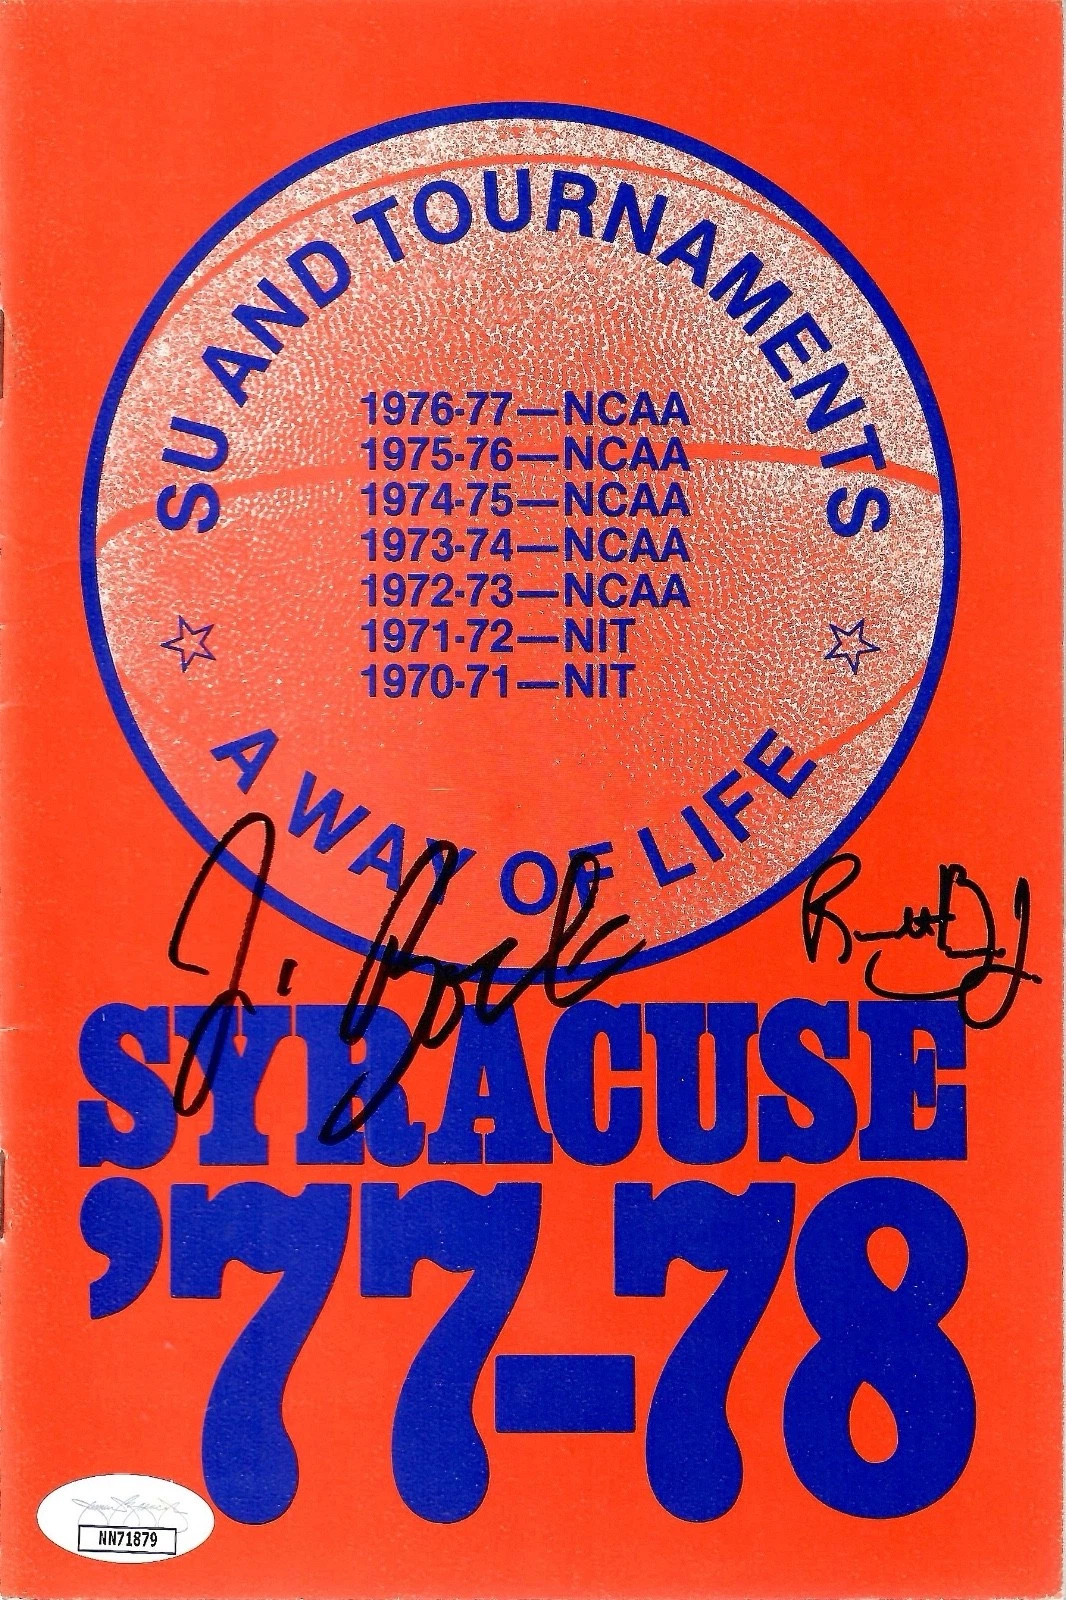 SU AND TOURNAMENTS
1976-77—NCAA
1975-76—NCAA
1974-75—NCAA
1973-74—NCAA
1972-73—NCAA
1971-72—NIT
1970-71—NIT
A WAY OF LIFE
SYRACUSE
'77-78
NN71879